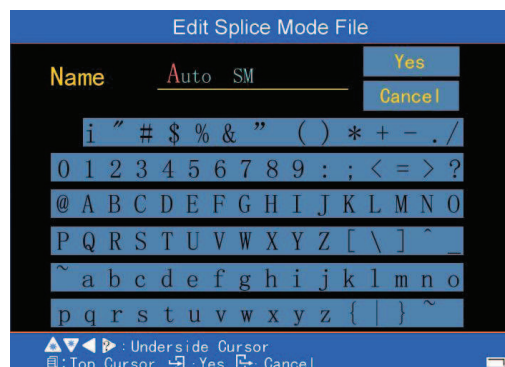 Edit Splice Mode File
Name Auto SM Yes
Cancel
i ″ # $ % & ” ( ) * + - . /
0 1 2 3 4 5 6 7 8 9 : ; < = > ?
@ A B C D E F G H I J K L M N O
P Q R S T U V W X Y Z [ \ ] ^ _
~ a b c d e f g h i j k l m n o
p q r s t u v w x y z { | } ~
: Underside Cursor
: Top Cursor : Yes : Cancel